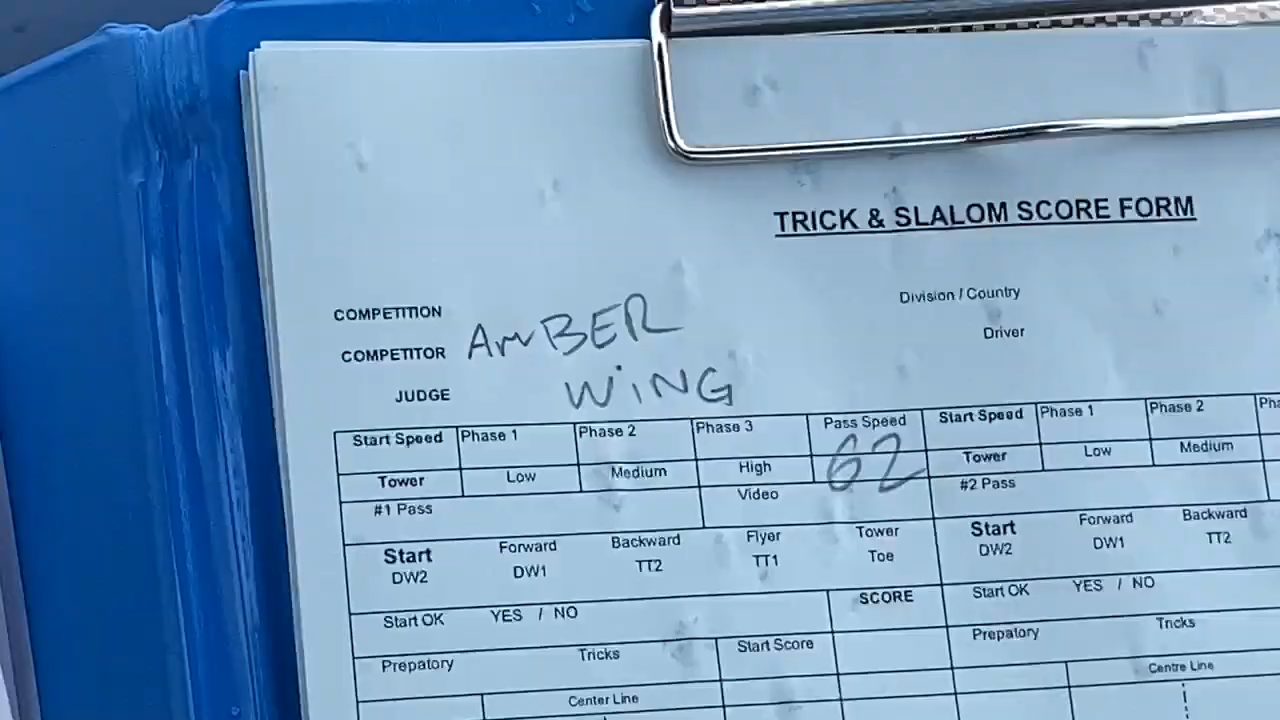 TRICK & SLALOM SCORE FORM
COMPETITION
Division / Country
COMPETITOR AmBER
Driver
JUDGE WiNG
Start Speed Phase 1 Phase 2 Phase 3 Pass Speed Start Speed Phase 1 Phase 2
Tower Low Medium High 62 Tower Low Medium
#1 Pass Video #2 Pass
Start Forward Backward Flyer Tower Start Forward Backward
DW2 DW1 TT2 TT1 Toe DW2 DW1 TT2
Start OK YES / NO SCORE Start OK YES / NO
Prepatory Tricks Start Score Prepatory Tricks
Center Line Centre Line